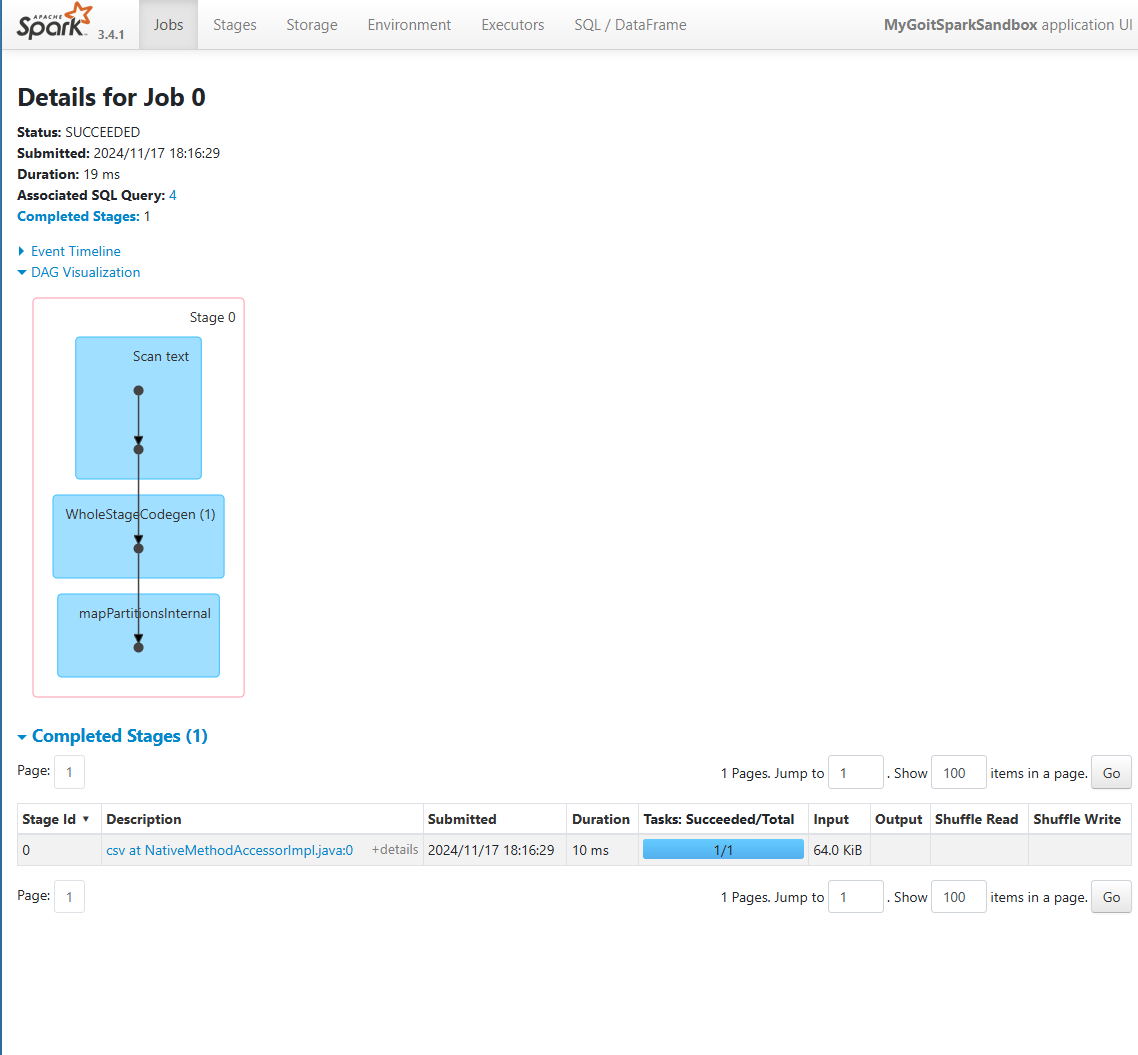 APACHE Spark 3.4.1 Jobs Stages Storage Environment Executors SQL / DataFrame MyGoitSparkSandbox application UI
Details for Job 0
Status: SUCCEEDED
Submitted: 2024/11/17 18:16:29
Duration: 19 ms
Associated SQL Query: 4
Completed Stages: 1
Event Timeline
DAG Visualization
Stage 0
Scan text
WholeStageCodegen (1)
mapPartitionsInternal
Completed Stages (1)
Page: 1 1 Pages. Jump to 1 . Show 100 items in a page. Go
Stage Id ▾ Description Submitted Duration Tasks: Succeeded/Total Input Output Shuffle Read Shuffle Write
0 csv at NativeMethodAccessorImpl.java:0 +details 2024/11/17 18:16:29 10 ms 1/1 64.0 KiB
Page: 1 1 Pages. Jump to 1 . Show 100 items in a page. Go